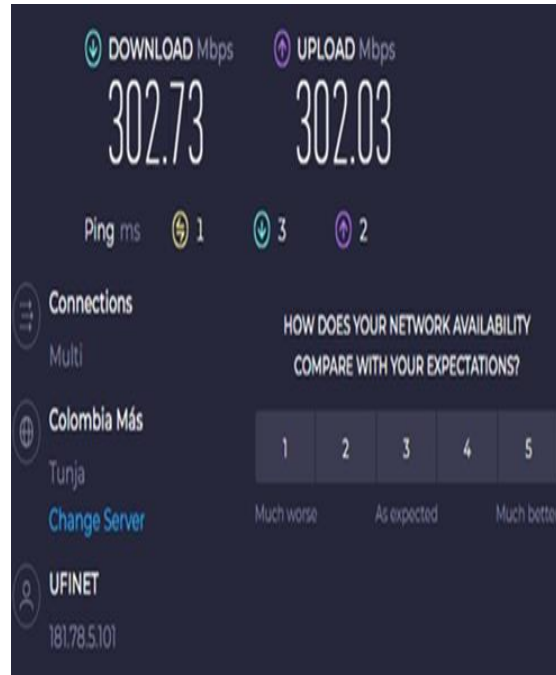 DOWNLOAD Mbps
UPLOAD Mbps
302.73
302.03
Ping ms 1 3 2
Connections
Multi
Colombia Más
Tunja
Change Server
UFINET
181.78.5.101
HOW DOES YOUR NETWORK AVAILABILITY
COMPARE WITH YOUR EXPECTATIONS?
1 2 3 4 5
Much worse As expected Much better